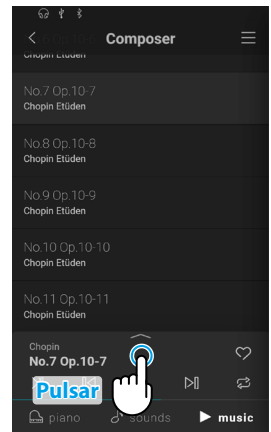 Composer
Chopin Etüden
No.7 Op.10-7
Chopin Etüden
No.8 Op.10-8
Chopin Etüden
No.9 Op.10-9
Chopin Etüden
No.10 Op.10-10
Chopin Etüden
No.11 Op.10-11
Chopin Etüden
Chopin
No.7 Op.10-7
Pulsar
piano
sounds
music